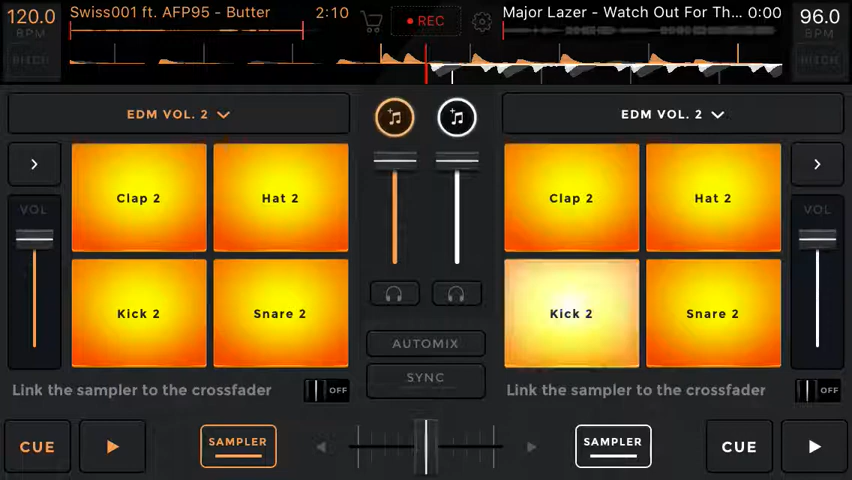 120.0
BPM
Swiss001 ft. AFP95 - Butter
2:10
REC
Major Lazer - Watch Out For Th...
0:00
96.0
BPM
EDM VOL. 2
EDM VOL. 2
VOL
Clap 2
Hat 2
Clap 2
Hat 2
VOL
Kick 2
Snare 2
Kick 2
Snare 2
AUTOMIX
SYNC
Link the sampler to the crossfader
OFF
Link the sampler to the crossfader
OFF
CUE
SAMPLER
SAMPLER
CUE